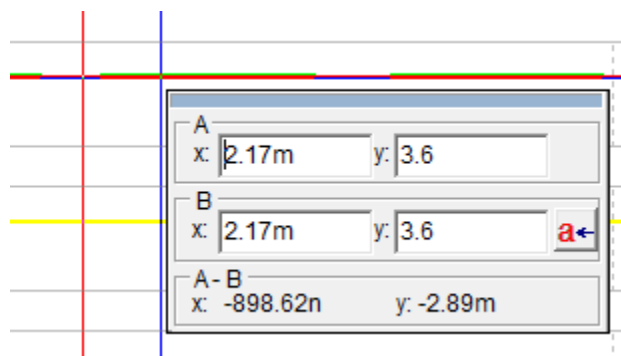 A
x: 2.17m y: 3.6
B
x: 2.17m y: 3.6 a
A - B
x: -898.62n y: -2.89m